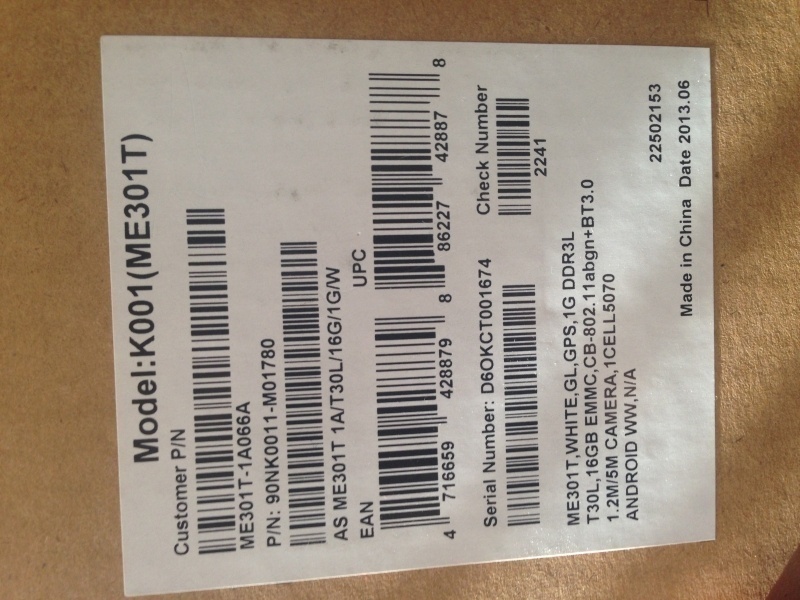 Model:K001(ME301T)
Customer P/N
ME301T-1A066A
P/N: 90NK0011-M01780
AS ME301T 1A/T30L/16G/1G/W
EAN
4 716659 428879
UPC
8 86227 42887 8
Serial Number: D6OKCT001674
Check Number
2241
ME301T,WHITE,GL,GPS,1G DDR3L
T30L,16GB EMMC,CB-802.11abgn+BT3.0
1.2M/5M CAMERA,1CELL5070
ANDROID WW,N/A
22502153
Made in China Date 2013.06